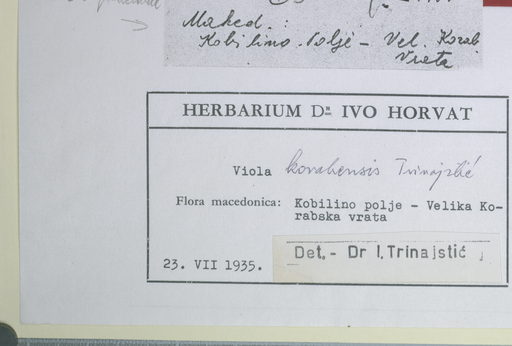 Maked.:
Kobilino polje - Vel. Korab
Vrata
HERBARIUM Dr IVO HORVAT
Viola korabensis Trinajstić
Flora macedonica: Kobilino polje - Velika Ko-
rabska vrata
Det.- Dr I. Trinajstić
23. VII 1935.